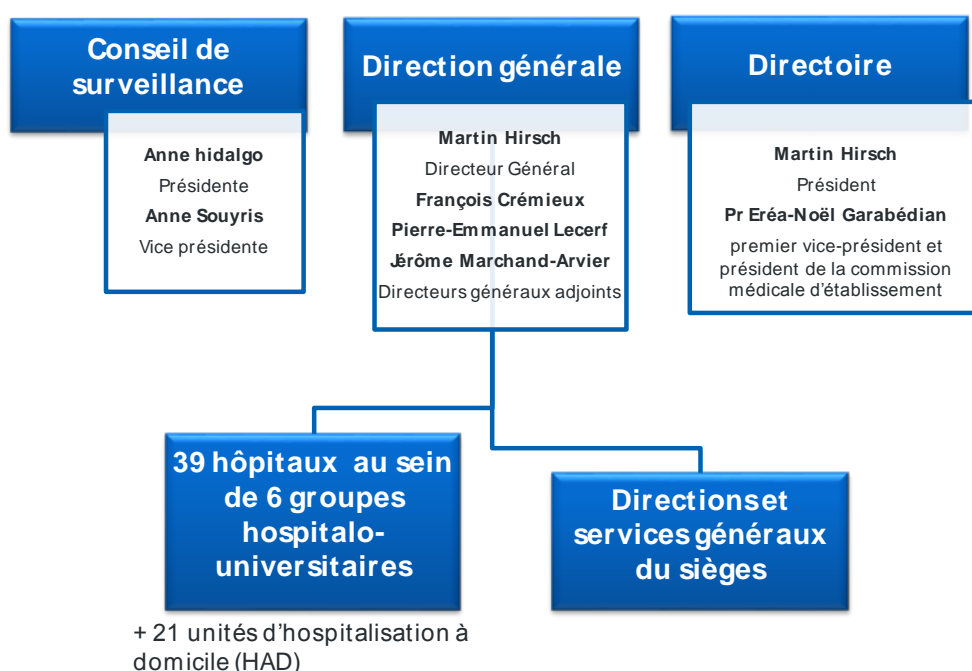 Conseil de
surveillance
Anne hidalgo
Présidente
Anne Souyris
Vice présidente
Direction générale
Martin Hirsch
Directeur Général
François Crémieux
Pierre-Emmanuel Lecerf
Jérôme Marchand-Arvier
Directeurs généraux adjoints
Directoire
Martin Hirsch
Président
Pr Eréa-Noël Garabédian
premier vice-président et
président de la commission
médicale d'établissement
39 hôpitaux au sein
de 6 groupes
hospitalo-
universitaires
+ 21 unités d'hospitalisation à
domicile (HAD)
Directions et
services généraux
du sièges